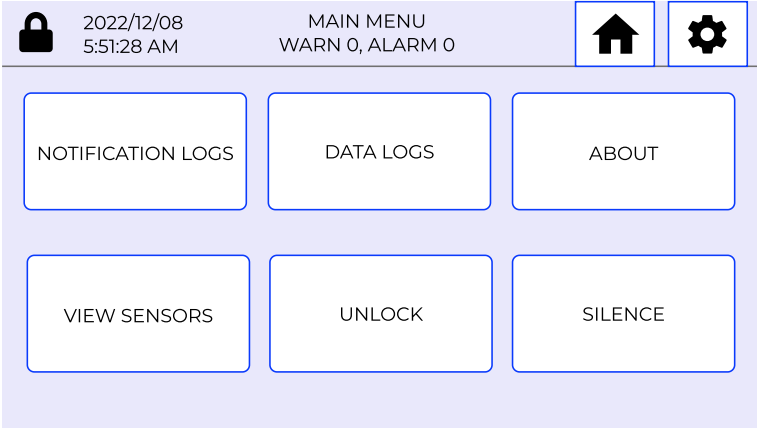 2022/12/08
5:51:28 AM
MAIN MENU
WARN 0, ALARM 0
NOTIFICATION LOGS
DATA LOGS
ABOUT
VIEW SENSORS
UNLOCK
SILENCE